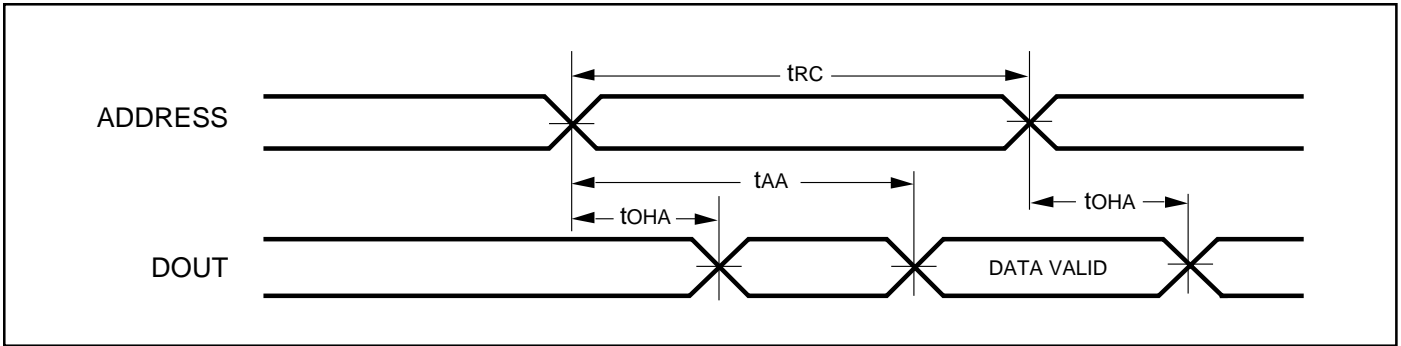 tRC
ADDRESS
tAA
tOHA
tOHA
DOUT
DATA VALID